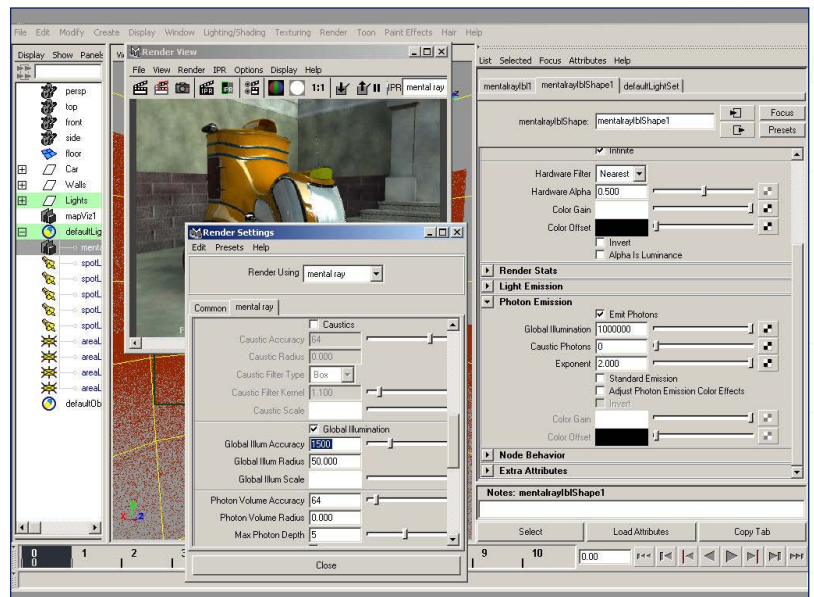 File Edit Modify Create Display Window Lighting/Shading Texturing Render Toon Paint Effects Hair Help
Display Show Panels
persp
top
front
side
floor
Car
Walls
Lights
mapViz1
defaultLig
menta
spotL
spotL
spotL
spotL
spotL
areaL
areaL
areaL
areaL
defaultOb
Render View
File View Render IPR Options Display Help
IPR 1:1 IPR mental ray
Render Settings
Edit Presets Help
Render Using mental ray
Common mental ray
Caustics
Caustic Accuracy 64
Caustic Radius 0.000
Caustic Filter Type Box
Caustic Filter Kernel 1.100
Caustic Scale
Global Illumination
Global Illum Accuracy 1500
Global Illum Radius 50.000
Global Illum Scale
Photon Volume Accuracy 64
Photon Volume Radius 0.000
Max Photon Depth 5
Close
List Selected Focus Attributes Help
mentalrayIbl1 mentalrayIblShape1 defaultLightSet
mentalrayIblShape: mentalrayIblShape1 Focus
Presets
Infinite
Hardware Filter Nearest
Hardware Alpha 0.500
Color Gain
Color Offset
Invert
Alpha Is Luminance
Render Stats
Light Emission
Photon Emission
Emit Photons
Global Illumination 1000000
Caustic Photons 0
Exponent 2.000
Standard Emission
Adjust Photon Emission Color Effects
Invert
Color Gain
Color Offset
Node Behavior
Extra Attributes
Notes: mentalrayIblShape1
Select Load Attributes Copy Tab
0 1 2 3 9 10 0.00
0